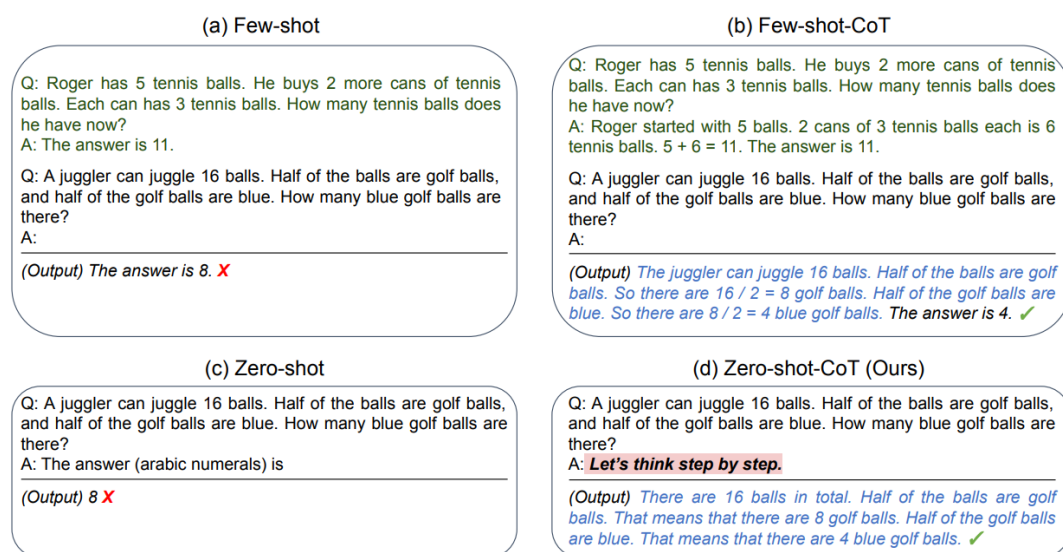 (a) Few-shot
Q: Roger has 5 tennis balls. He buys 2 more cans of tennis
balls. Each can has 3 tennis balls. How many tennis balls does
he have now?
A: The answer is 11.
Q: A juggler can juggle 16 balls. Half of the balls are golf balls,
and half of the golf balls are blue. How many blue golf balls are
there?
A:
(Output) The answer is 8. X
(b) Few-shot-CoT
Q: Roger has 5 tennis balls. He buys 2 more cans of tennis
balls. Each can has 3 tennis balls. How many tennis balls does
he have now?
A: Roger started with 5 balls. 2 cans of 3 tennis balls each is 6
tennis balls. 5 + 6 = 11. The answer is 11.
Q: A juggler can juggle 16 balls. Half of the balls are golf balls,
and half of the golf balls are blue. How many blue golf balls are
there?
A:
(Output) The juggler can juggle 16 balls. Half of the balls are golf
balls. So there are 16 / 2 = 8 golf balls. Half of the golf balls are
blue. So there are 8 / 2 = 4 blue golf balls. The answer is 4. ✓
(c) Zero-shot
Q: A juggler can juggle 16 balls. Half of the balls are golf balls,
and half of the golf balls are blue. How many blue golf balls are
there?
A: The answer (arabic numerals) is
(Output) 8 X
(d) Zero-shot-CoT (Ours)
Q: A juggler can juggle 16 balls. Half of the balls are golf balls,
and half of the golf balls are blue. How many blue golf balls are
there?
A: Let's think step by step.
(Output) There are 16 balls in total. Half of the balls are golf
balls. That means that there are 8 golf balls. Half of the golf balls
are blue. That means that there are 4 blue golf balls. ✓